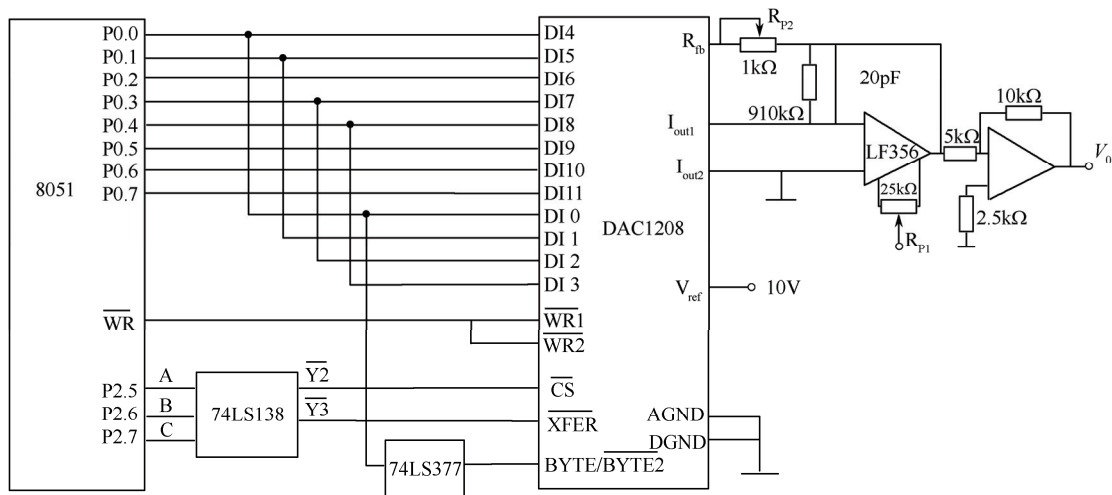 8051
P0.0
P0.1
P0.2
P0.3
P0.4
P0.5
P0.6
P0.7
WR
P2.5
P2.6
P2.7
A
B
C
74LS138
Y2
Y3
74LS377
DAC1208
DI4
DI5
DI6
DI7
DI8
DI9
DI10
DI11
DI 0
DI 1
DI 2
DI 3
WR1
WR2
CS
XFER
BYTE/BYTE2
Rfb
Iout1
Iout2
Vref
AGND
DGND
RP2
1kΩ
910kΩ
20pF
LF356
25kΩ
RP1
5kΩ
10kΩ
2.5kΩ
V0
10V